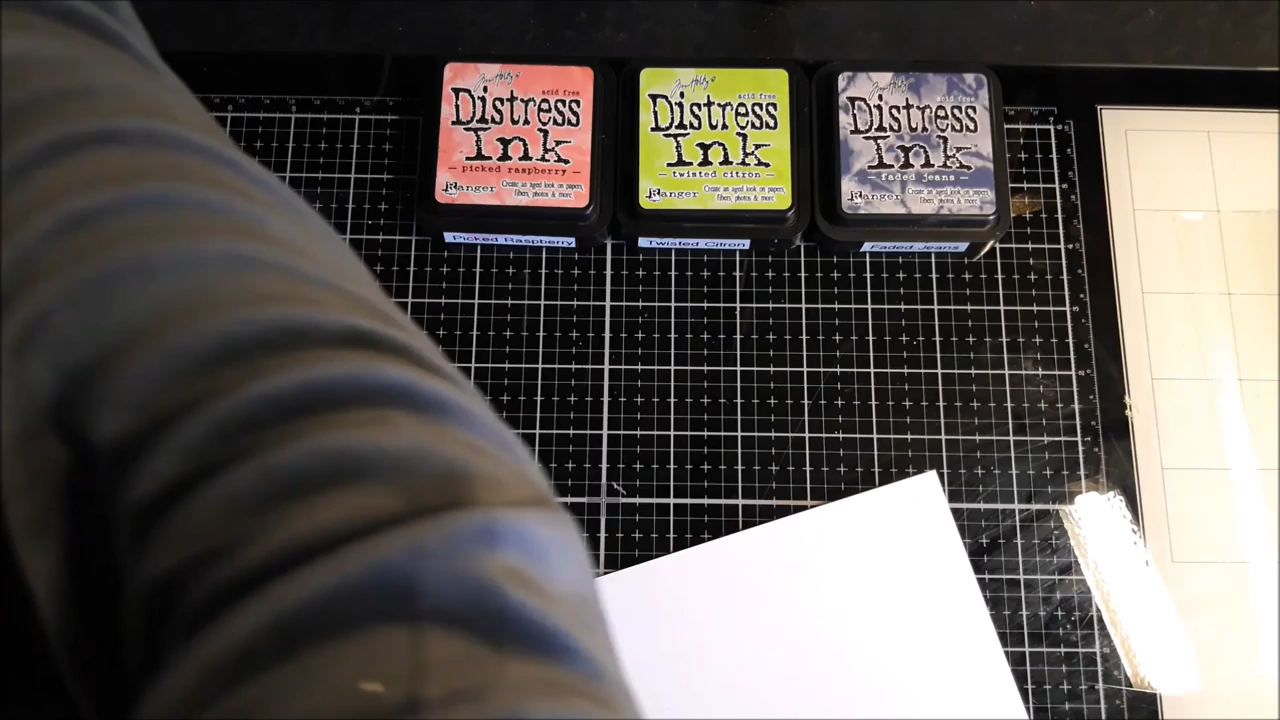 Tim Holtz
acid free
Distress
Ink
— picked raspberry —
Ranger
Create an aged look on papers,
fibers, photos & more.
Picked Raspberry
Tim Holtz
acid free
Distress
Ink
— twisted citron —
Ranger
Create an aged look on papers,
fibers, photos & more.
Twisted Citron
Tim Holtz
acid free
Distress
Ink
— faded jeans —
Ranger
Create an aged look on papers,
fibers, photos & more.
Faded Jeans